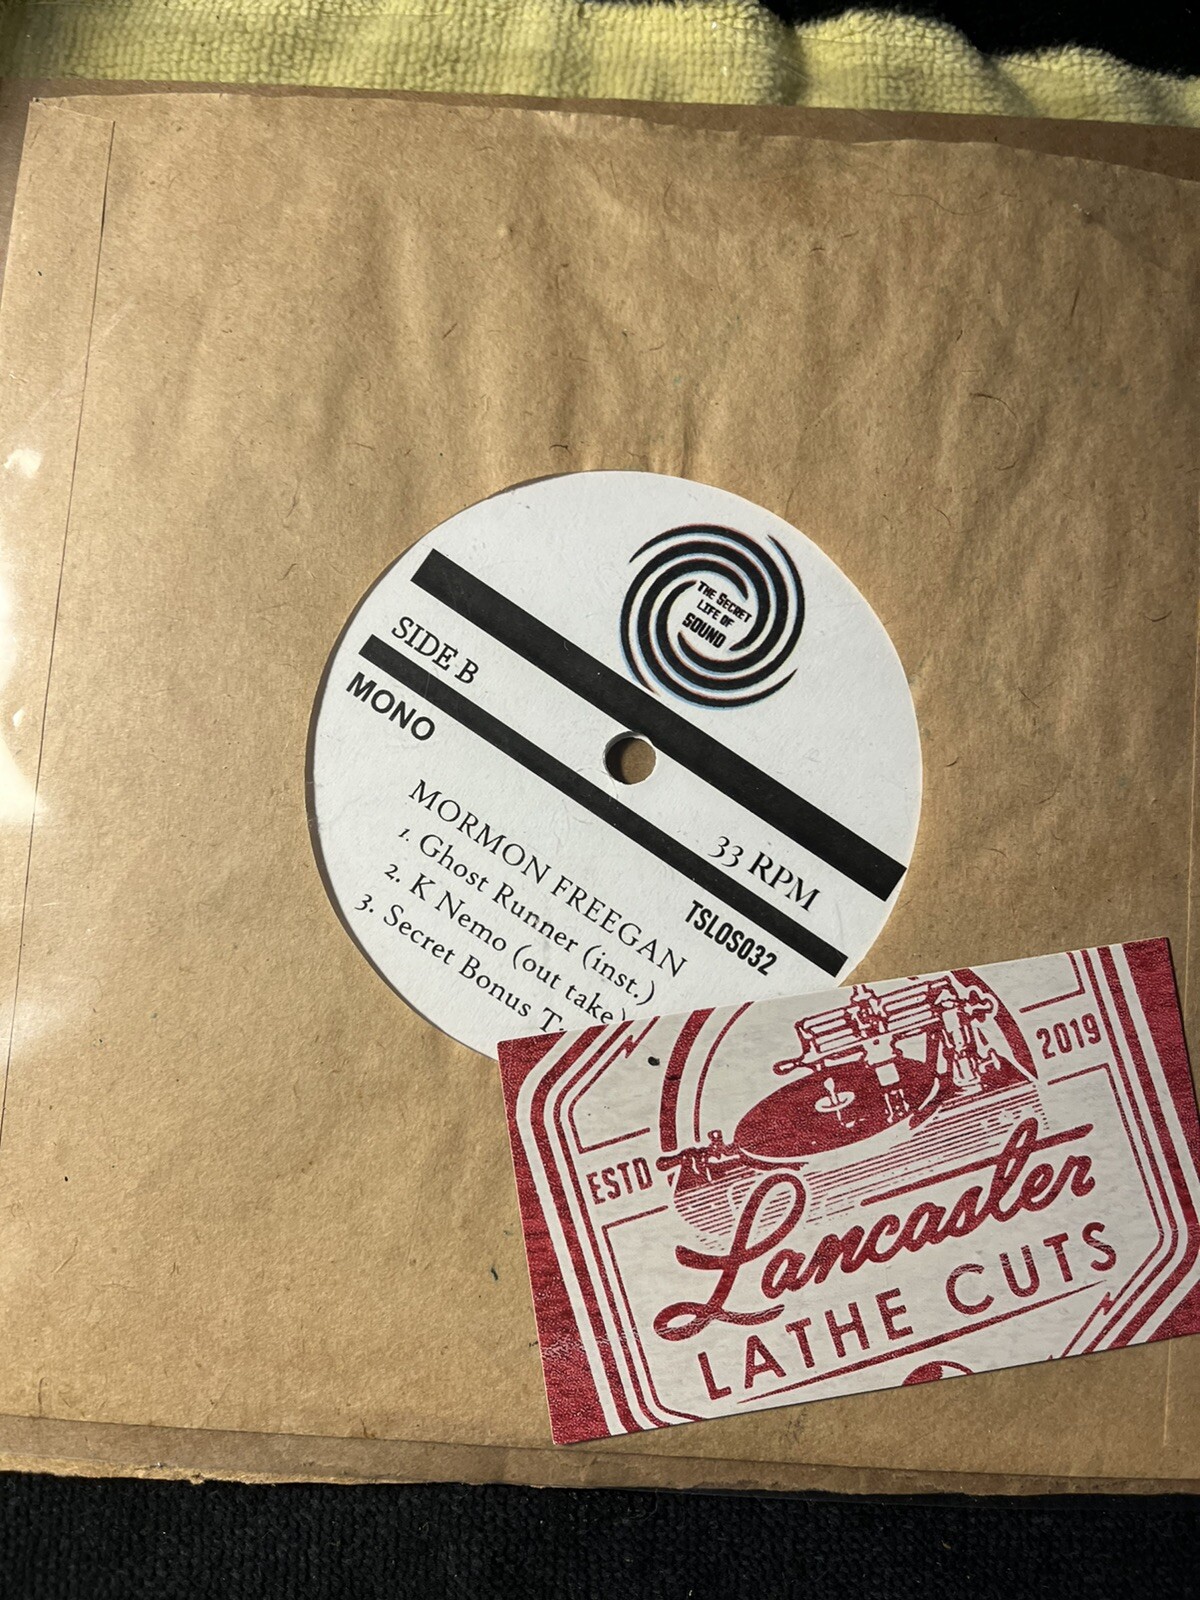 THE SECRET
LIFE OF
SOUND
SIDE B
33 RPM
MONO
TSLOS032
MORMON FREEGAN
1. Ghost Runner (inst.)
2. K Nemo (out take)
3. Secret Bonus T
ESTD
2019
Lancaster
LATHE CUTS